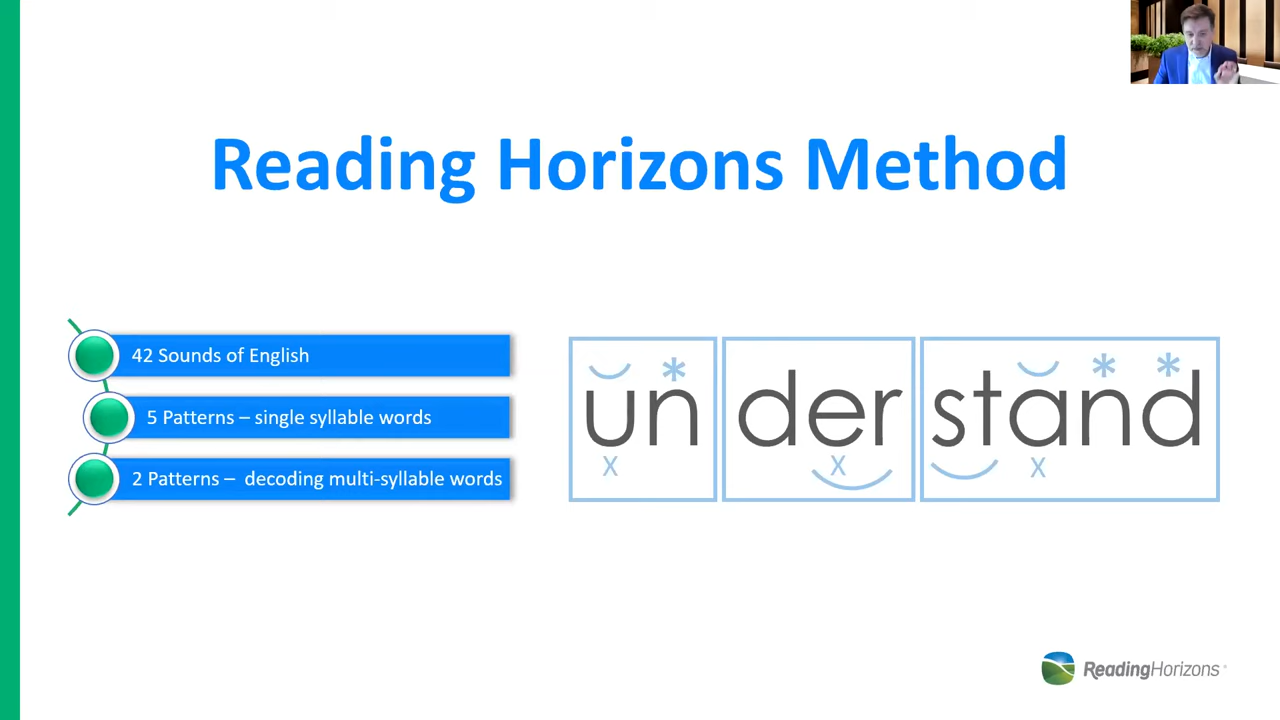 Reading Horizons Method
42 Sounds of English
5 Patterns – single syllable words
2 Patterns – decoding multi-syllable words
un der stand
x x x
ReadingHorizons